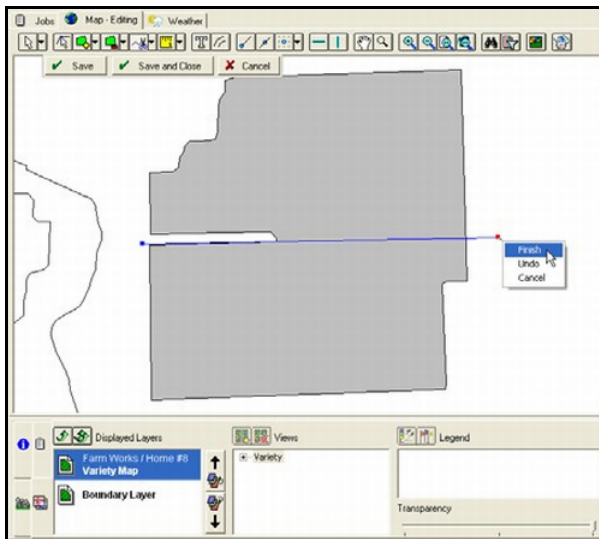 Jobs Map - Editing Weather
Save Save and Close Cancel
Finish
Undo
Cancel
Displayed Layers Views Legend
Farm Works / Home #8
Variety Map
Variety
Boundary Layer
Transparency